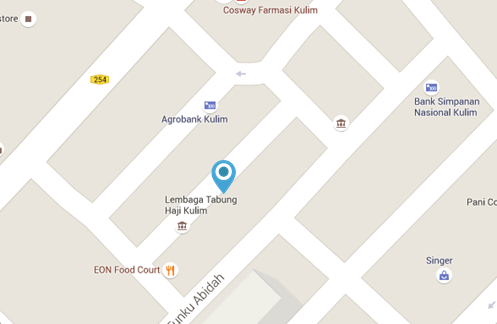 Cosway Farmasi Kulim
store
254
Bank Simpanan
Nasional Kulim
Agrobank Kulim
Lembaga Tabung
Haji Kulim
Pani Co
EON Food Court
Singer
Tunku Abidah